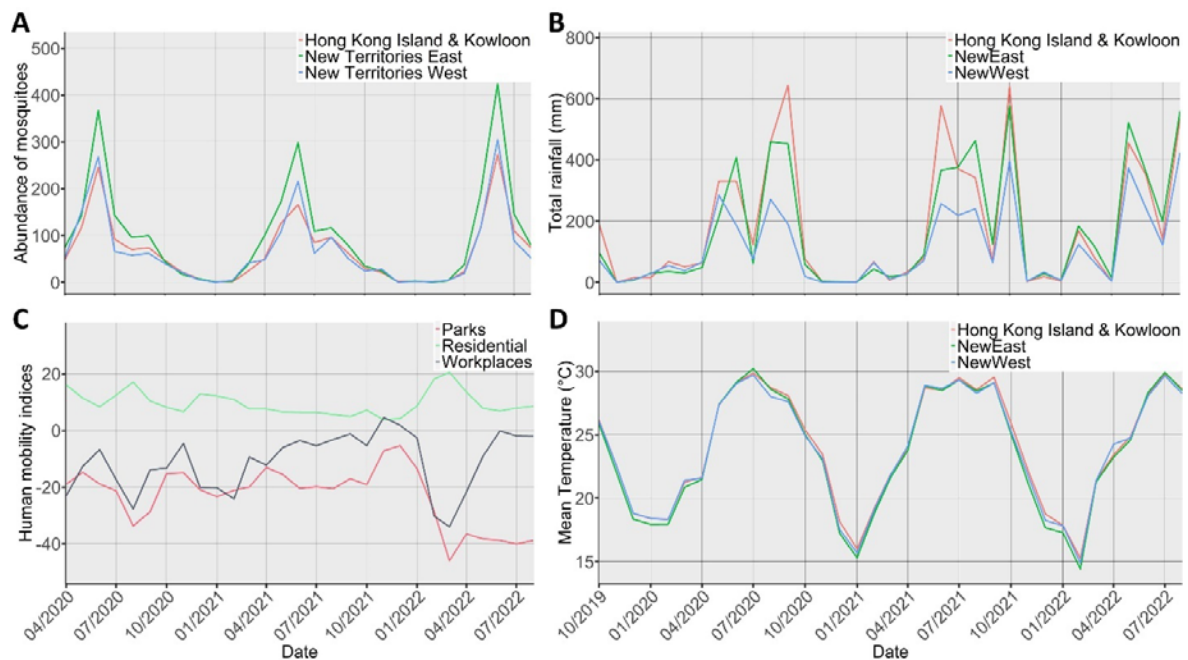 A
Abundance of mosquitoes
500
400
300
200
100
0
Hong Kong Island & Kowloon
New Territories East
New Territories West
B
Total rainfall (mm)
800
600
400
200
0
Hong Kong Island & Kowloon
NewEast
NewWest
C
Human mobility indices
20
0
-20
-40
Parks
Residential
Workplaces
04/2020
07/2020
10/2020
01/2021
04/2021
07/2021
10/2021
01/2022
04/2022
07/2022
Date
D
Mean Temperature (°C)
30
25
20
15
Hong Kong Island & Kowloon
NewEast
NewWest
10/2019
01/2020
04/2020
07/2020
10/2020
01/2021
04/2021
07/2021
10/2021
01/2022
04/2022
07/2022
Date